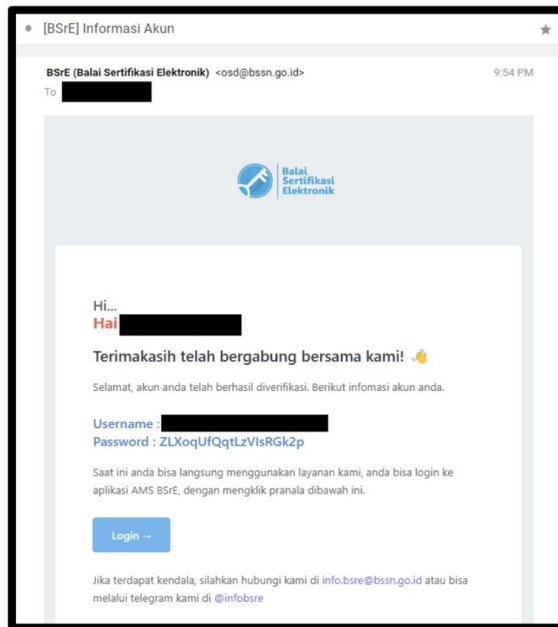 [BSrE] Informasi Akun
BSrE (Balai Sertifikasi Elektronik) <osd@bssn.go.id> 9:54 PM
To
Balai
Sertifikasi
Elektronik
Hi...
Hai
Terimakasih telah bergabung bersama kami! 👋
Selamat, akun anda telah berhasil diverifikasi. Berikut infomasi akun anda.
Username :
Password : ZLXoqUfQqtLzVIsRGk2p
Saat ini anda bisa langsung menggunakan layanan kami, anda bisa login ke
aplikasi AMS BSrE, dengan mengklik pranala dibawah ini.
Login →
Jika terdapat kendala, silahkan hubungi kami di info.bsre@bssn.go.id atau bisa
melalui telegram kami di @infobsre